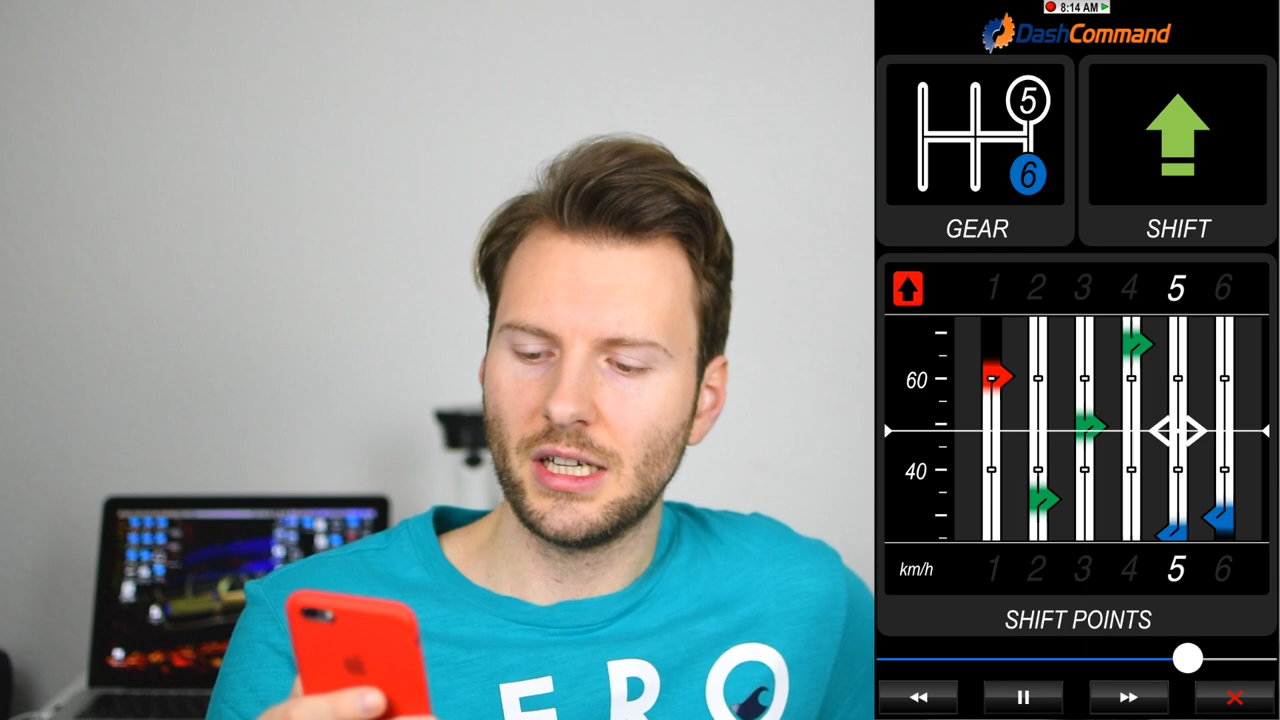 8:14 AM
DashCommand
5
6
GEAR
SHIFT
1 2 3 4 5 6
60
40
km/h
1 2 3 4 5 6
SHIFT POINTS
ERO